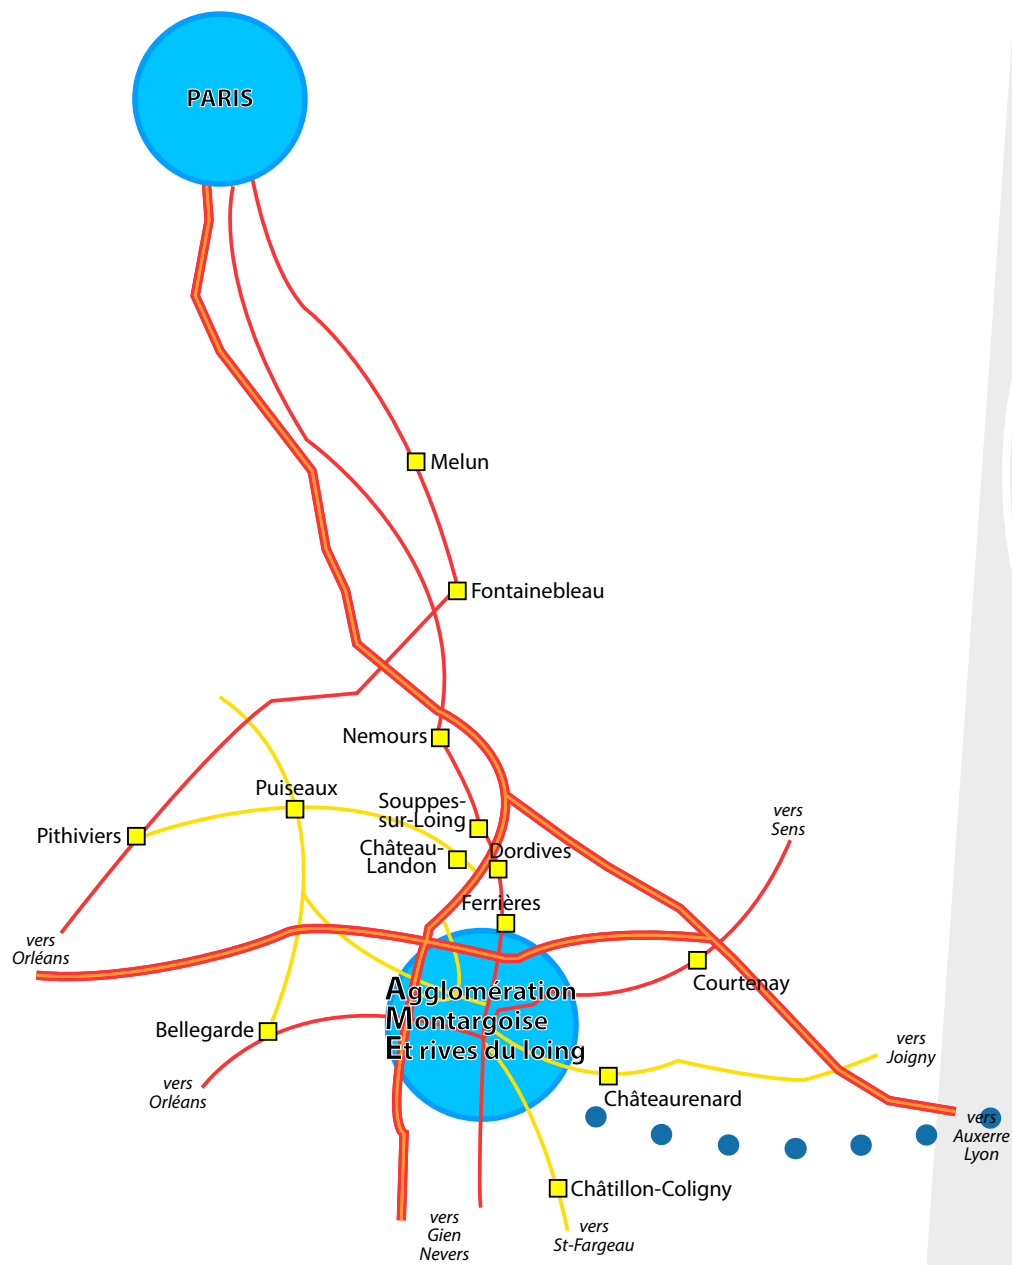 PARIS
Melun
Fontainebleau
Nemours
Puiseaux
Souppes-
sur-Loing
vers
Sens
Pithiviers
Château-
Landon
Dordives
Ferrières
vers
Orléans
Courtenay
Agglomération
Montargoise
Et rives du loing
Bellegarde
vers
Joigny
vers
Orléans
Châteaurenard
vers
Auxerre
Lyon
Châtillon-Coligny
vers
Gien
Nevers
vers
St-Fargeau